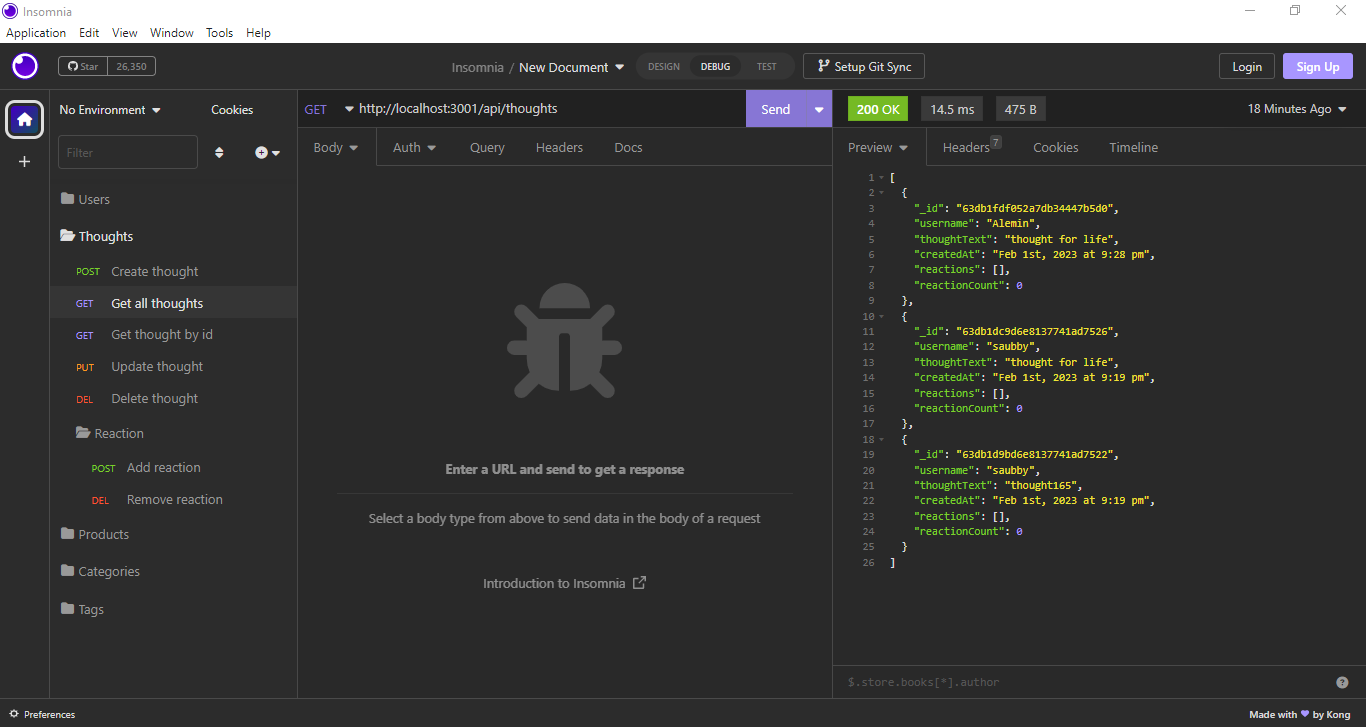 Insomnia
Application Edit View Window Tools Help
Star 26,350
Insomnia / New Document
DESIGN DEBUG TEST
Setup Git Sync
Login Sign Up
No Environment Cookies
Filter
Users
Thoughts
POST Create thought
GET Get all thoughts
GET Get thought by id
PUT Update thought
DEL Delete thought
Reaction
POST Add reaction
DEL Remove reaction
Products
Categories
Tags
GET http://localhost:3001/api/thoughts Send
Body Auth Query Headers Docs
Enter a URL and send to get a response
Select a body type from above to send data in the body of a request
Introduction to Insomnia
200 OK 14.5 ms 475 B 18 Minutes Ago
Preview Headers 7 Cookies Timeline
1 [
2 {
3 "_id": "63db1fdf052a7db34447b5d0",
4 "username": "Alemin",
5 "thoughtText": "thought for life",
6 "createdAt": "Feb 1st, 2023 at 9:28 pm",
7 "reactions": [],
8 "reactionCount": 0
9 },
10 {
11 "_id": "63db1dc9d6e8137741ad7526",
12 "username": "saubby",
13 "thoughtText": "thought for life",
14 "createdAt": "Feb 1st, 2023 at 9:19 pm",
15 "reactions": [],
16 "reactionCount": 0
17 },
18 {
19 "_id": "63db1d9bd6e8137741ad7522",
20 "username": "saubby",
21 "thoughtText": "thought165",
22 "createdAt": "Feb 1st, 2023 at 9:19 pm",
23 "reactions": [],
24 "reactionCount": 0
25 }
26 ]
$.store.books[*].author
Preferences
Made with 💜 by Kong